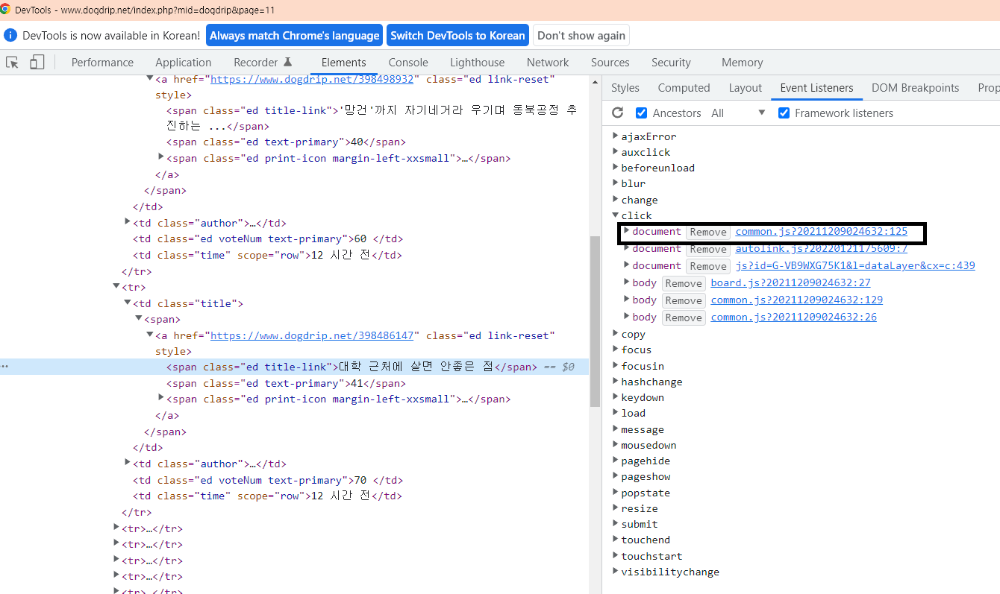 DevTools - www.dogdrip.net/index.php?mid=dogdrip&page=11
DevTools is now available in Korean! Always match Chrome's language Switch DevTools to Korean Don't show again
Performance Application Recorder Elements Console Lighthouse Network Sources Security Memory
<a href="https://www.dogdrip.net/398498932" class="ed link-reset"
style>
<span class="ed title-link">'망건'까지 자기네거라 우기며 동북공정 추
진하는 ...</span>
<span class="ed text-primary">40</span>
<span class="ed print-icon margin-left-xxsmall">…</span>
</a>
</span>
</td>
<td class="author">…</td>
<td class="ed voteNum text-primary">60 </td>
<td class="time" scope="row">12 시간 전</td>
</tr>
<tr>
<td class="title">
<span>
<a href="https://www.dogdrip.net/398486147" class="ed link-reset"
style>
<span class="ed title-link">대학 근처에 살면 안좋은 점</span> == $0
<span class="ed text-primary">41</span>
<span class="ed print-icon margin-left-xxsmall">…</span>
</a>
</span>
</td>
<td class="author">…</td>
<td class="ed voteNum text-primary">70 </td>
<td class="time" scope="row">12 시간 전</td>
</tr>
<tr>…</tr>
<tr>…</tr>
<tr>…</tr>
<tr>…</tr>
<tr>…</tr>
Styles Computed Layout Event Listeners DOM Breakpoints Prop
Ancestors All Framework listeners
ajaxError
auxclick
beforeunload
blur
change
click
document Remove common.js?20211209024632:125
document Remove autolink.js?20220121175609:7
document Remove js?id=G-VB9WXG75K1&l=dataLayer&cx=c:439
body Remove board.js?20211209024632:27
body Remove common.js?20211209024632:129
body Remove common.js?20211209024632:26
copy
focus
focusin
hashchange
keydown
load
message
mousedown
pagehide
pageshow
popstate
resize
submit
touchend
touchstart
visibilitychange